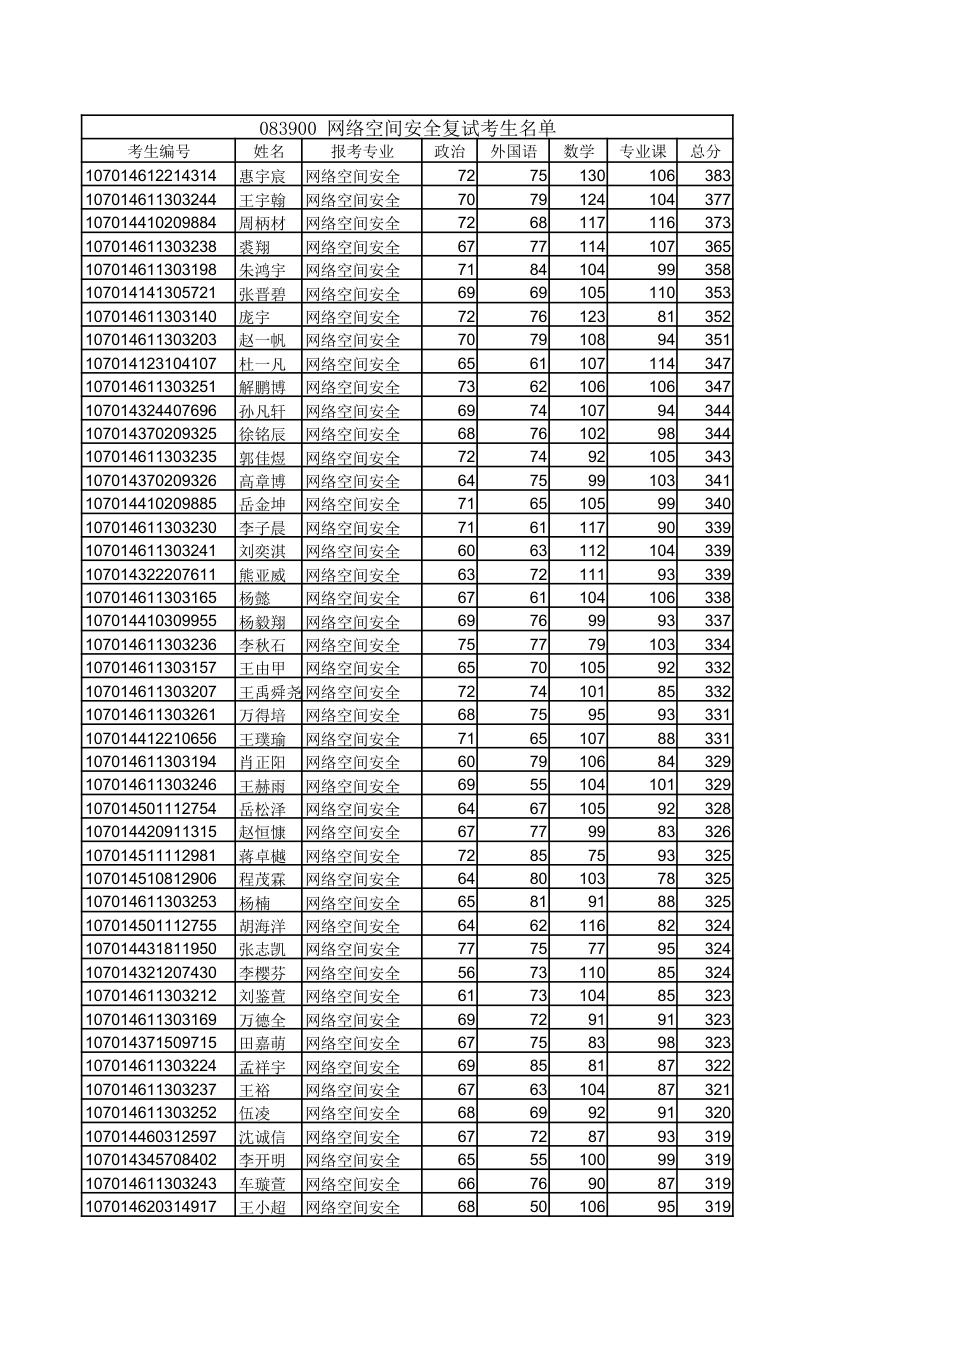 083900 网络空间安全复试考生名单
考生编号 姓名 报考专业 政治 外国语 数学 专业课 总分
107014612214314 惠宇宸 网络空间安全 72 75 130 106 383
107014611303244 王宇翰 网络空间安全 70 79 124 104 377
107014410209884 周柄材 网络空间安全 72 68 117 116 373
107014611303238 裘翔 网络空间安全 67 77 114 107 365
107014611303198 朱鸿宇 网络空间安全 71 84 104 99 358
107014141305721 张晋碧 网络空间安全 69 69 105 110 353
107014611303140 庞宇 网络空间安全 72 76 123 81 352
107014611303203 赵一帆 网络空间安全 70 79 108 94 351
107014123104107 杜一凡 网络空间安全 65 61 107 114 347
107014611303251 解鹏博 网络空间安全 73 62 106 106 347
107014324407696 孙凡轩 网络空间安全 69 74 107 94 344
107014370209325 徐铭辰 网络空间安全 68 76 102 98 344
107014611303235 郭佳煜 网络空间安全 72 74 92 105 343
107014370209326 高章博 网络空间安全 64 75 99 103 341
107014410209885 岳金坤 网络空间安全 71 65 105 99 340
107014611303230 李子晨 网络空间安全 71 61 117 90 339
107014611303241 刘奕淇 网络空间安全 60 63 112 104 339
107014322207611 熊亚威 网络空间安全 63 72 111 93 339
107014611303165 杨懿 网络空间安全 67 61 104 106 338
107014410309955 杨毅翔 网络空间安全 69 76 99 93 337
107014611303236 李秋石 网络空间安全 75 77 79 103 334
107014611303157 王由甲 网络空间安全 65 70 105 92 332
107014611303207 王禹舜尧 网络空间安全 72 74 101 85 332
107014611303261 万得培 网络空间安全 68 75 95 93 331
107014412210656 王璞瑜 网络空间安全 71 65 107 88 331
107014611303194 肖正阳 网络空间安全 60 79 106 84 329
107014611303246 王赫雨 网络空间安全 69 55 104 101 329
107014501112754 岳松泽 网络空间安全 64 67 105 92 328
107014420911315 赵恒慷 网络空间安全 67 77 99 83 326
107014511112981 蒋卓樾 网络空间安全 72 85 75 93 325
107014510812906 程茂霖 网络空间安全 64 80 103 78 325
107014611303253 杨楠 网络空间安全 65 81 91 88 325
107014501112755 胡海洋 网络空间安全 64 62 116 82 324
107014431811950 张志凯 网络空间安全 77 75 77 95 324
107014321207430 李樱芬 网络空间安全 56 73 110 85 324
107014611303212 刘鉴萱 网络空间安全 61 73 104 85 323
107014611303169 万德全 网络空间安全 69 72 91 91 323
107014371509715 田嘉萌 网络空间安全 67 75 83 98 323
107014611303224 孟祥宇 网络空间安全 69 85 81 87 322
107014611303237 王裕 网络空间安全 67 63 104 87 321
107014611303252 伍凌 网络空间安全 68 69 92 91 320
107014460312597 沈诚信 网络空间安全 67 72 87 93 319
107014345708402 李开明 网络空间安全 65 55 100 99 319
107014611303243 车璇萱 网络空间安全 66 76 90 87 319
107014620314917 王小超 网络空间安全 68 50 106 95 319